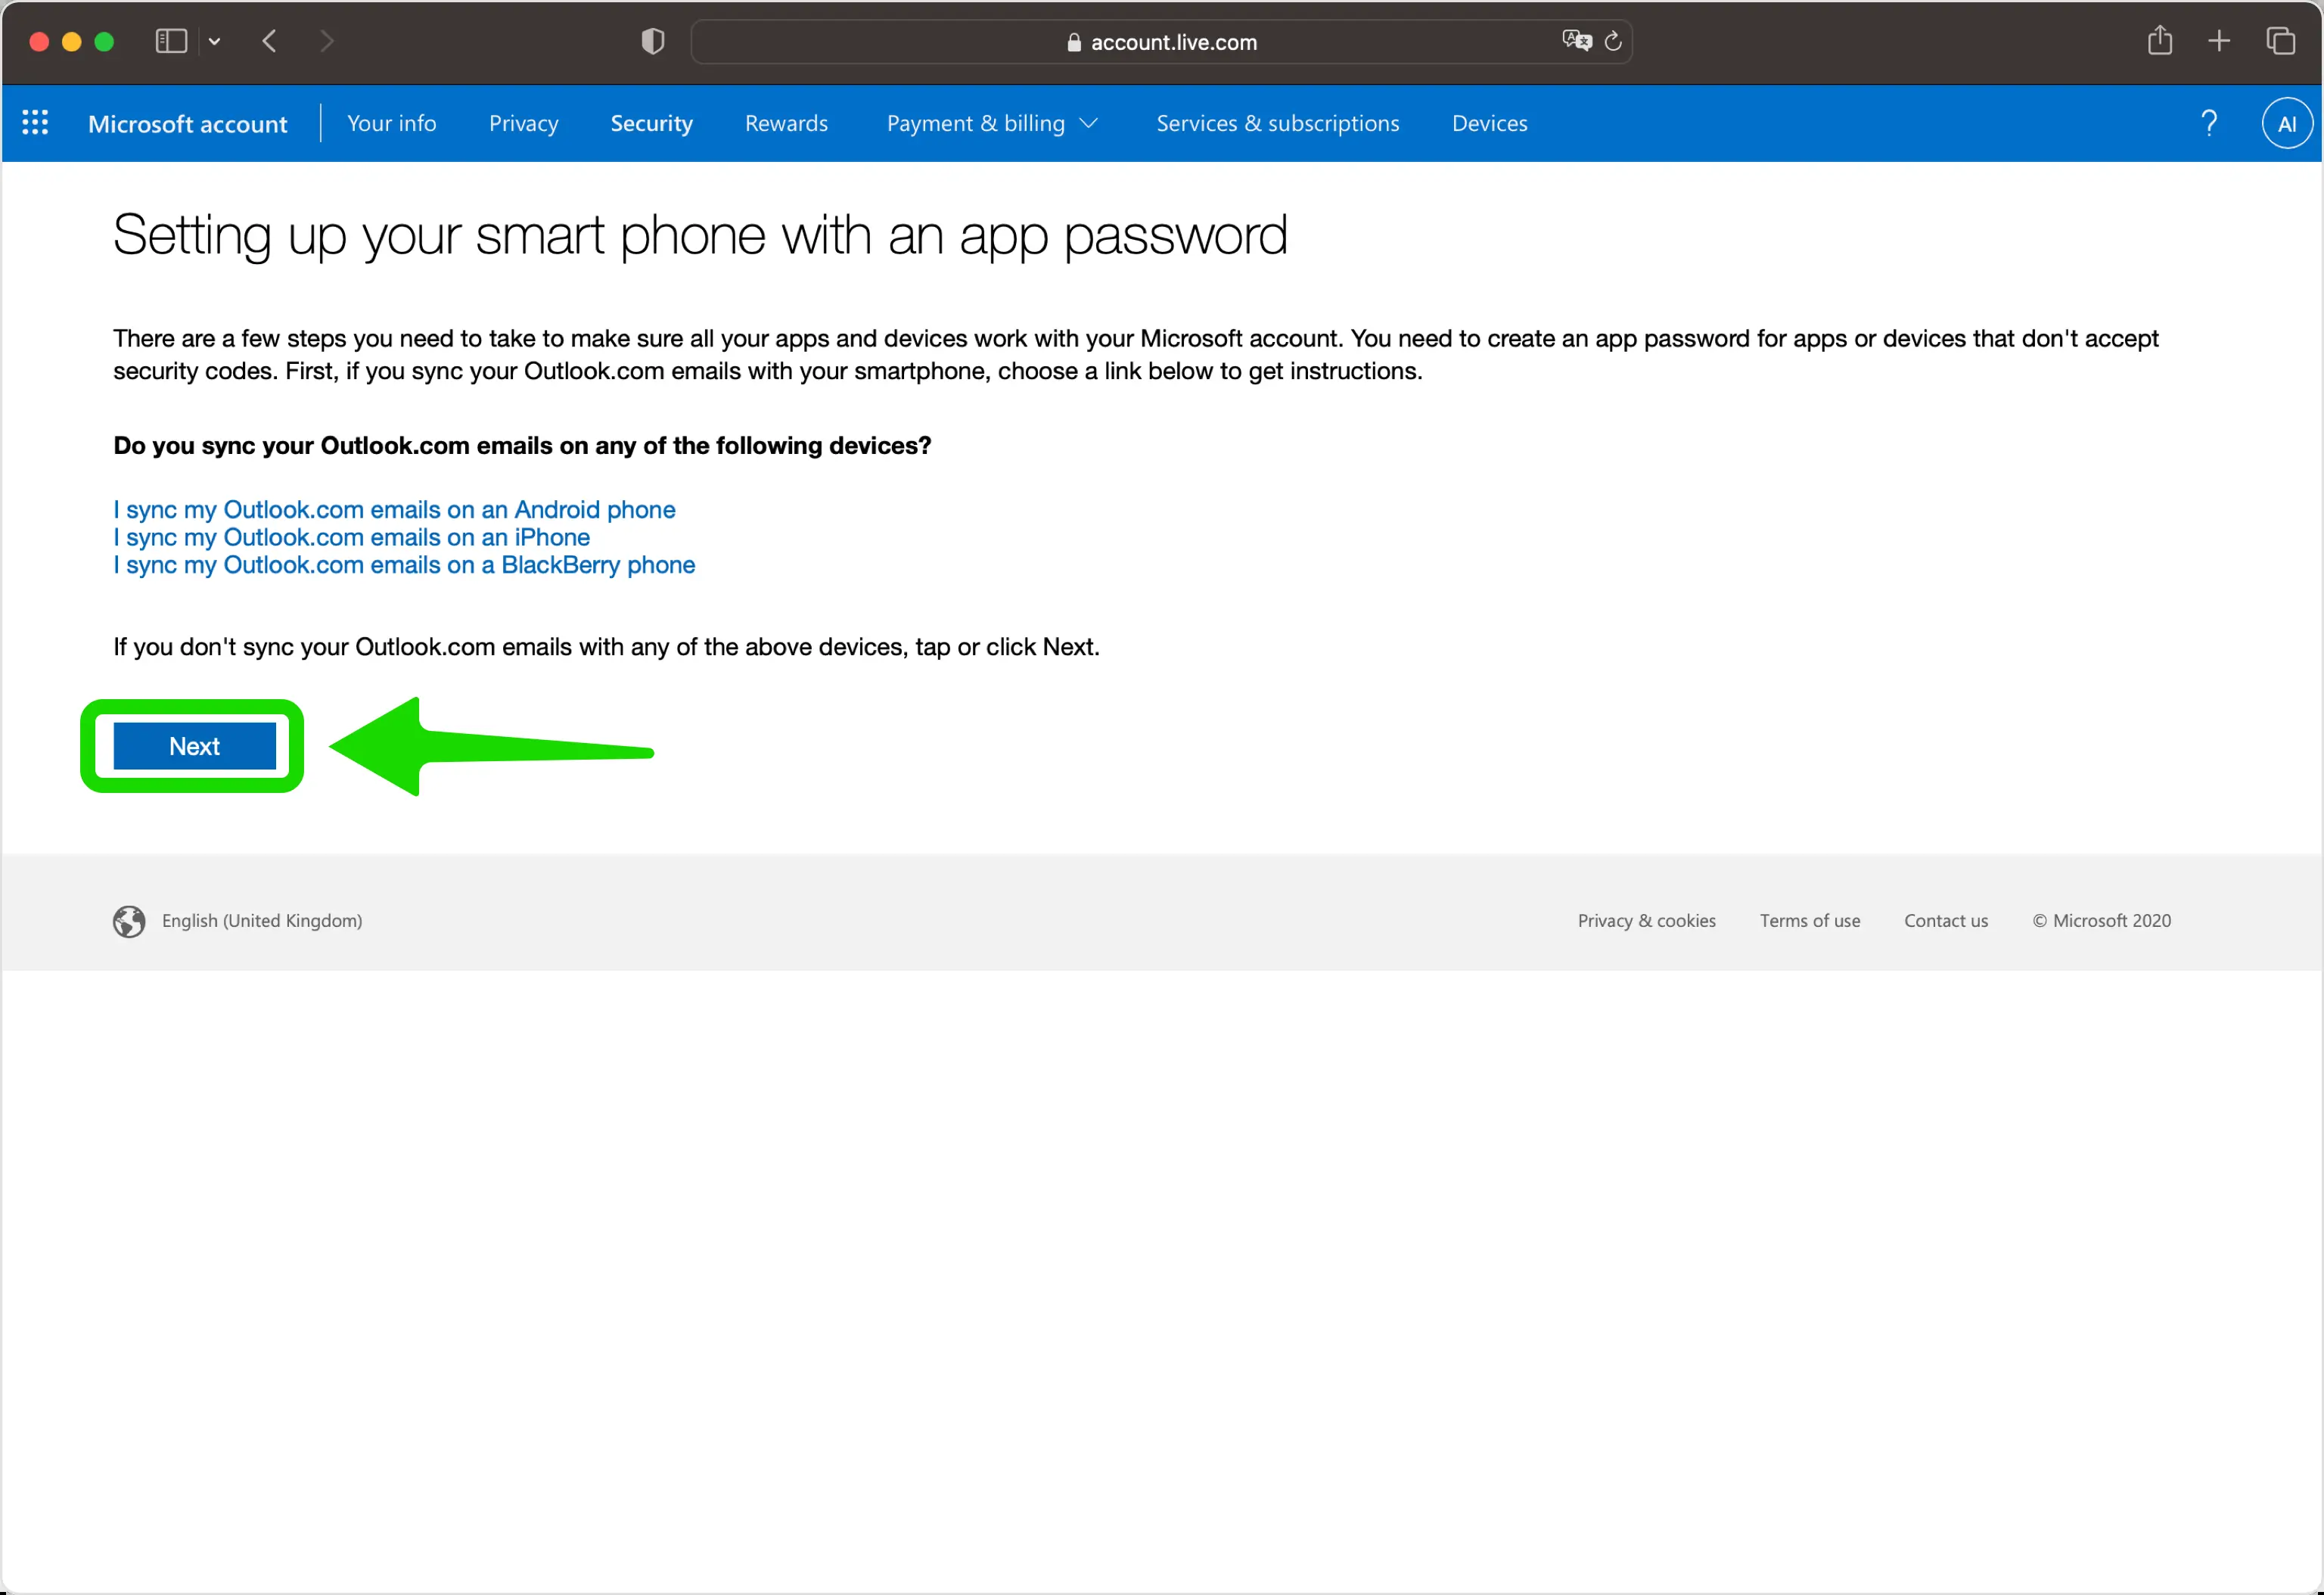 account.live.com
Microsoft account
Your info
Privacy
Security
Rewards
Payment & billing
Services & subscriptions
Devices
?
AI
Setting up your smart phone with an app password
There are a few steps you need to take to make sure all your apps and devices work with your Microsoft account. You need to create an app password for apps or devices that don't accept
security codes. First, if you sync your Outlook.com emails with your smartphone, choose a link below to get instructions.
Do you sync your Outlook.com emails on any of the following devices?
I sync my Outlook.com emails on an Android phone
I sync my Outlook.com emails on an iPhone
I sync my Outlook.com emails on a BlackBerry phone
If you don't sync your Outlook.com emails with any of the above devices, tap or click Next.
Next
English (United Kingdom)
Privacy & cookies
Terms of use
Contact us
© Microsoft 2020